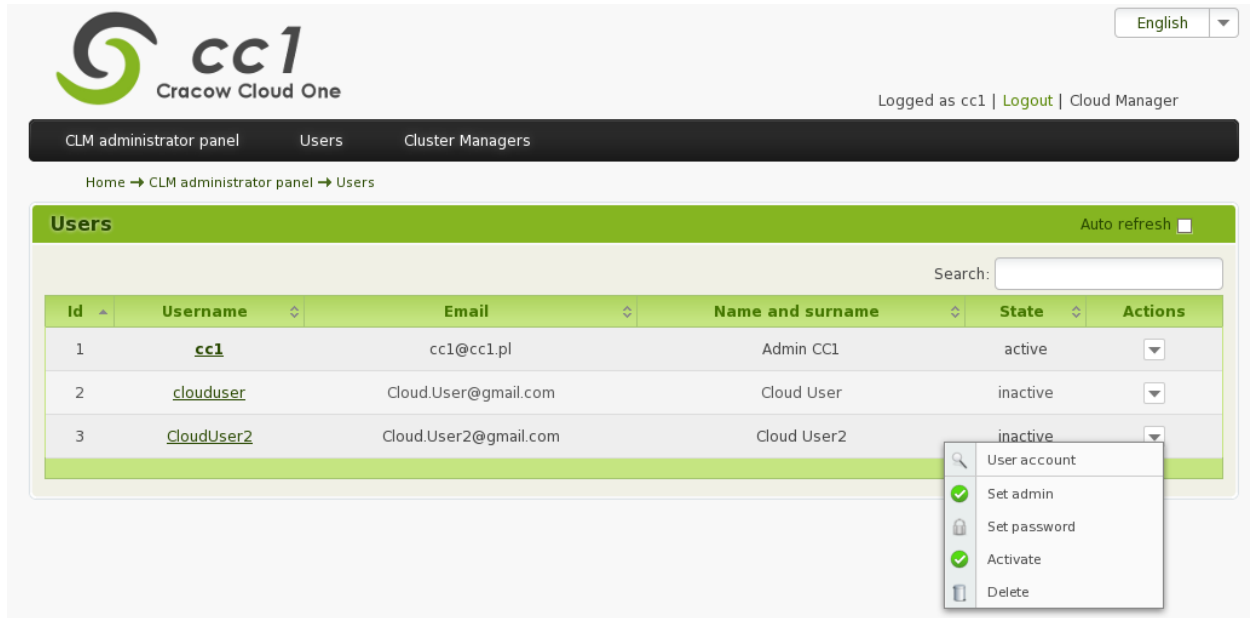 English
cc1
Cracow Cloud One
Logged as cc1 | Logout | Cloud Manager
CLM administrator panel Users Cluster Managers
Home → CLM administrator panel → Users
Users Auto refresh
Search:
Id Username Email Name and surname State Actions
1 cc1 cc1@cc1.pl Admin CC1 active
2 clouduser Cloud.User@gmail.com Cloud User inactive
3 CloudUser2 Cloud.User2@gmail.com Cloud User2 inactive
User account
Set admin
Set password
Activate
Delete